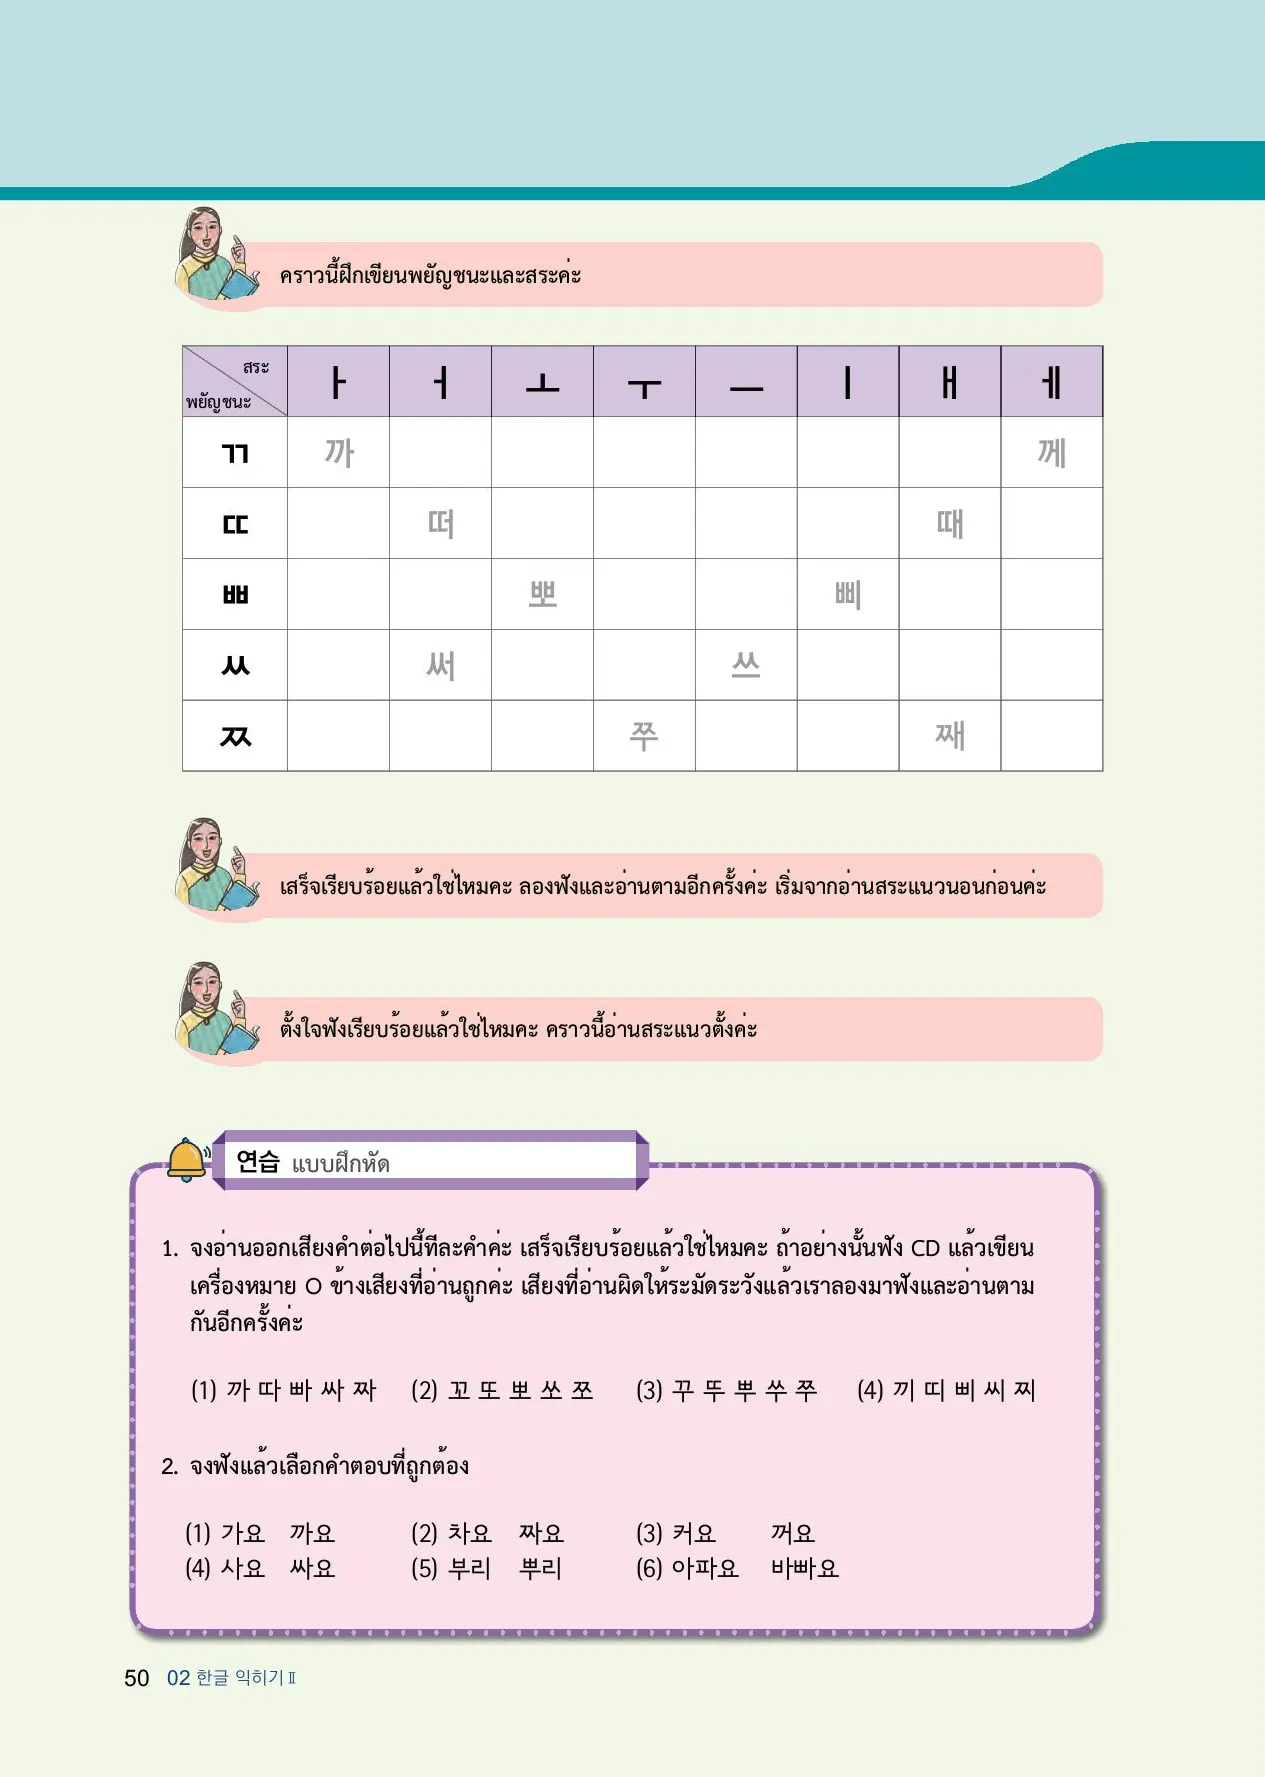 คราวนี้ฝึกเขียนพยัญชนะและสระค่ะ
สระ
พยัญชนะ
ㅏ ㅓ ㅗ ㅜ ㅡ ㅣ ㅐ ㅔ
ㄲ 까 께
ㄸ 떠 때
ㅃ 뽀 삐
ㅆ 써 쓰
ㅉ 쭈 째
เสร็จเรียบร้อยแล้วใช่ไหมคะ ลองฟังและอ่านตามอีกครั้งค่ะ เริ่มจากอ่านสระแนวนอนก่อนค่ะ
ตั้งใจฟังเรียบร้อยแล้วใช่ไหมคะ คราวนี้อ่านสระแนวตั้งค่ะ
연습 แบบฝึกหัด
1. จงอ่านออกเสียงคำต่อไปนี้ทีละคำค่ะ เสร็จเรียบร้อยแล้วใช่ไหมคะ ถ้าอย่างนั้นฟัง CD แล้วเขียน
เครื่องหมาย O ข้างเสียงที่อ่านถูกค่ะ เสียงที่อ่านผิดให้ระมัดระวังแล้วเราลองมาฟังและอ่านตาม
กันอีกครั้งค่ะ
(1) 까 따 빠 싸 짜 (2) 꼬 또 뽀 쏘 쪼 (3) 꾸 뚜 뿌 쑤 쭈 (4) 끼 띠 삐 씨 찌
2. จงฟังแล้วเลือกคำตอบที่ถูกต้อง
(1) 가요 까요 (2) 차요 짜요 (3) 커요 꺼요
(4) 사요 싸요 (5) 부리 뿌리 (6) 아파요 바빠요
50 02 한글 익히기 Ⅱ